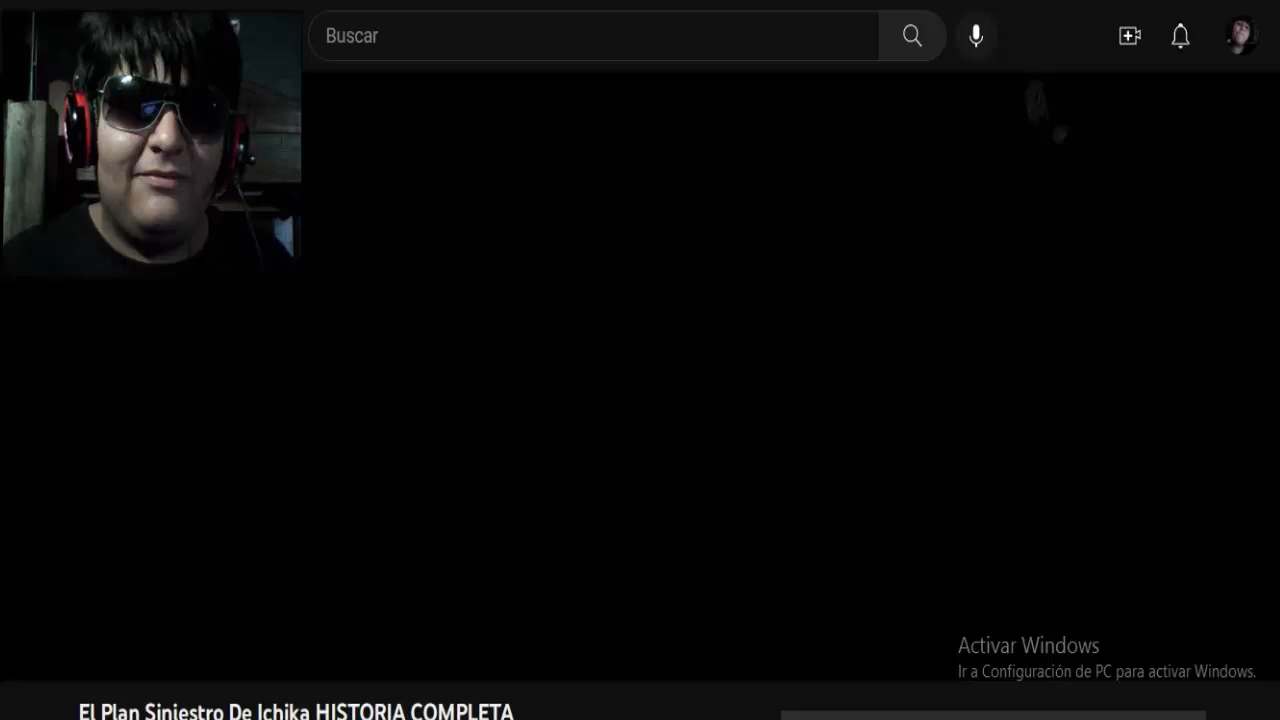 Buscar
Activar Windows
Ir a Configuración de PC para activar Windows.
El Plan Siniestro De Ichika HISTORIA COMPLETA